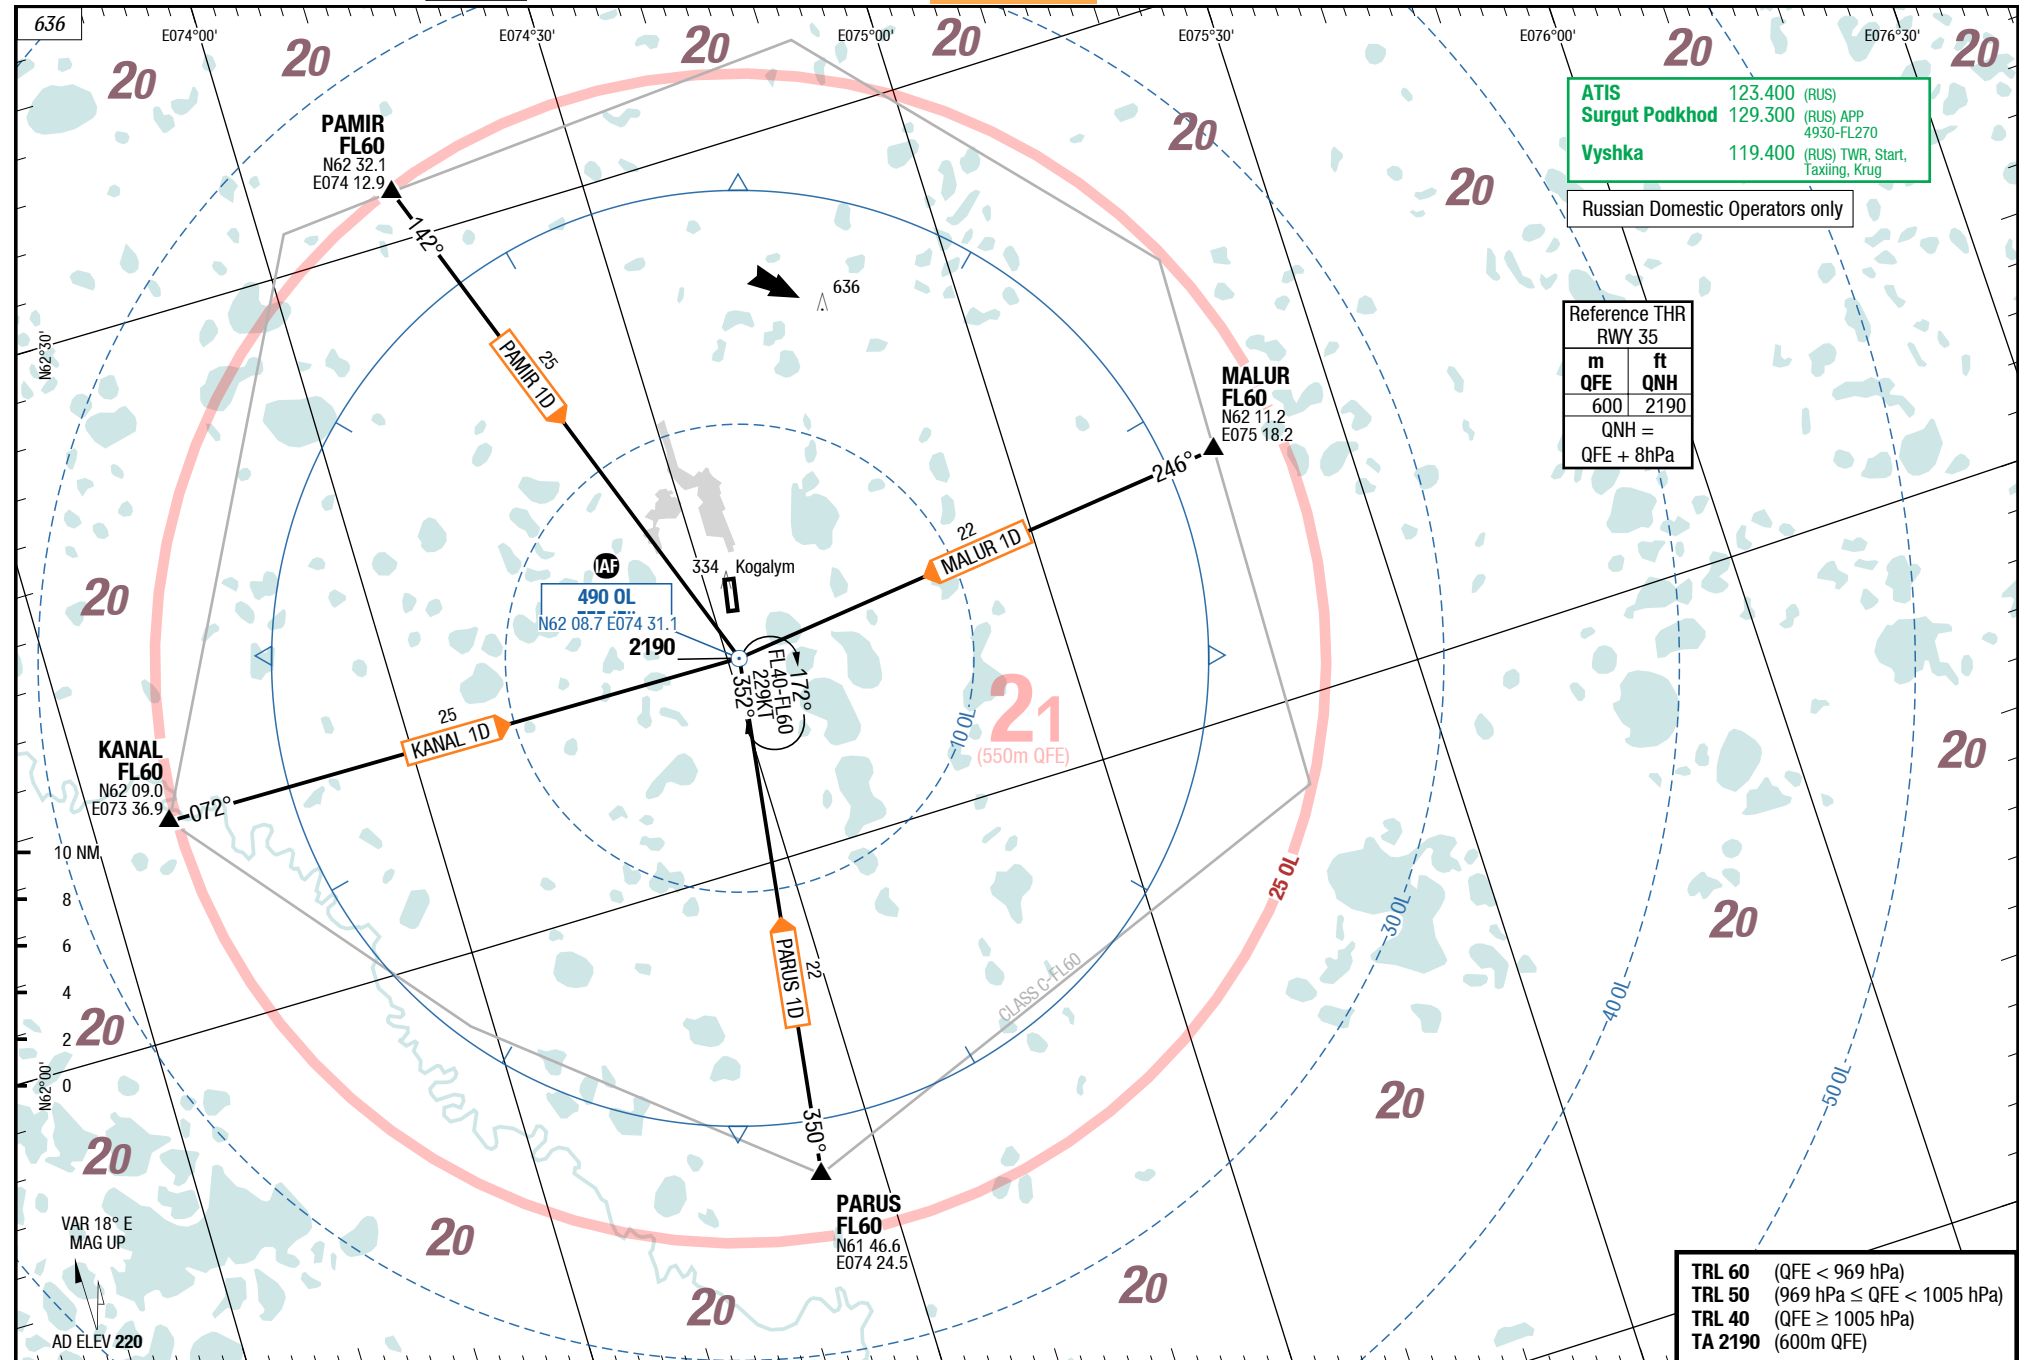 636
E074°00'
E074°30'
E075°00'
E075°30'
E076°00'
E076°30'
20
20
20
20
20
20
20
20
ATIS 123.400 (RUS)
Surgut Podkhod 129.300 (RUS) APP
4930-FL270
Vyshka 119.400 (RUS) TWR, Start,
Taxiing, Krug
Russian Domestic Operators only
PAMIR
FL60
N62 32.1
E074 12.9
142°
25
PAMIR 1D
636
Reference THR
RWY 35
m ft
QFE QNH
600 2190
QNH =
QFE + 8hPa
N62°30'
MALUR
FL60
N62 11.2
E075 18.2
246°
22
MALUR 1D
334 Kogalym
IAF
490 OL
N62 08.7 E074 31.1
2190
172°
FL40-FL60
229KT
352°
20
21
(550m QFE)
10 OL
25
KANAL 1D
KANAL
FL60
N62 09.0
E073 36.9
072°
20
10 NM
8
6
4
2
0
N62°00'
25 OL
30 OL
40 OL
50 OL
20
22
PARUS 1D
CLASS C-FL60
20
20
20
350°
PARUS
FL60
N61 46.6
E074 24.5
20
20
20
VAR 18° E
MAG UP
AD ELEV 220
TRL 60 (QFE < 969 hPa)
TRL 50 (969 hPa ≤ QFE < 1005 hPa)
TRL 40 (QFE ≥ 1005 hPa)
TA 2190 (600m QFE)